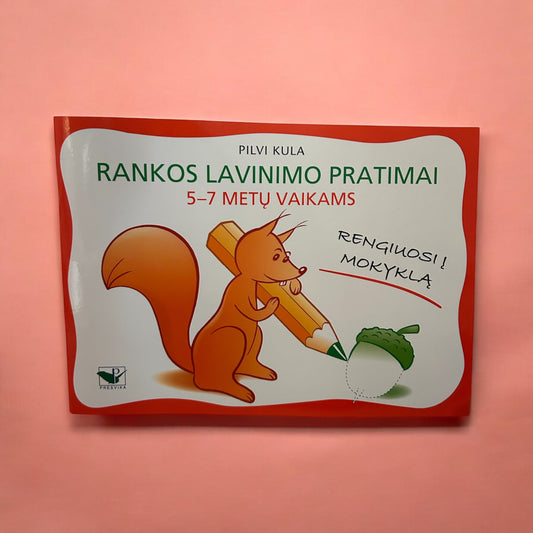 PILVI KULA
RANKOS LAVINIMO PRATIMAI
5–7 METŲ VAIKAMS
RENGIUOSI Į
MOKYKLĄ
P
PRESVIKA